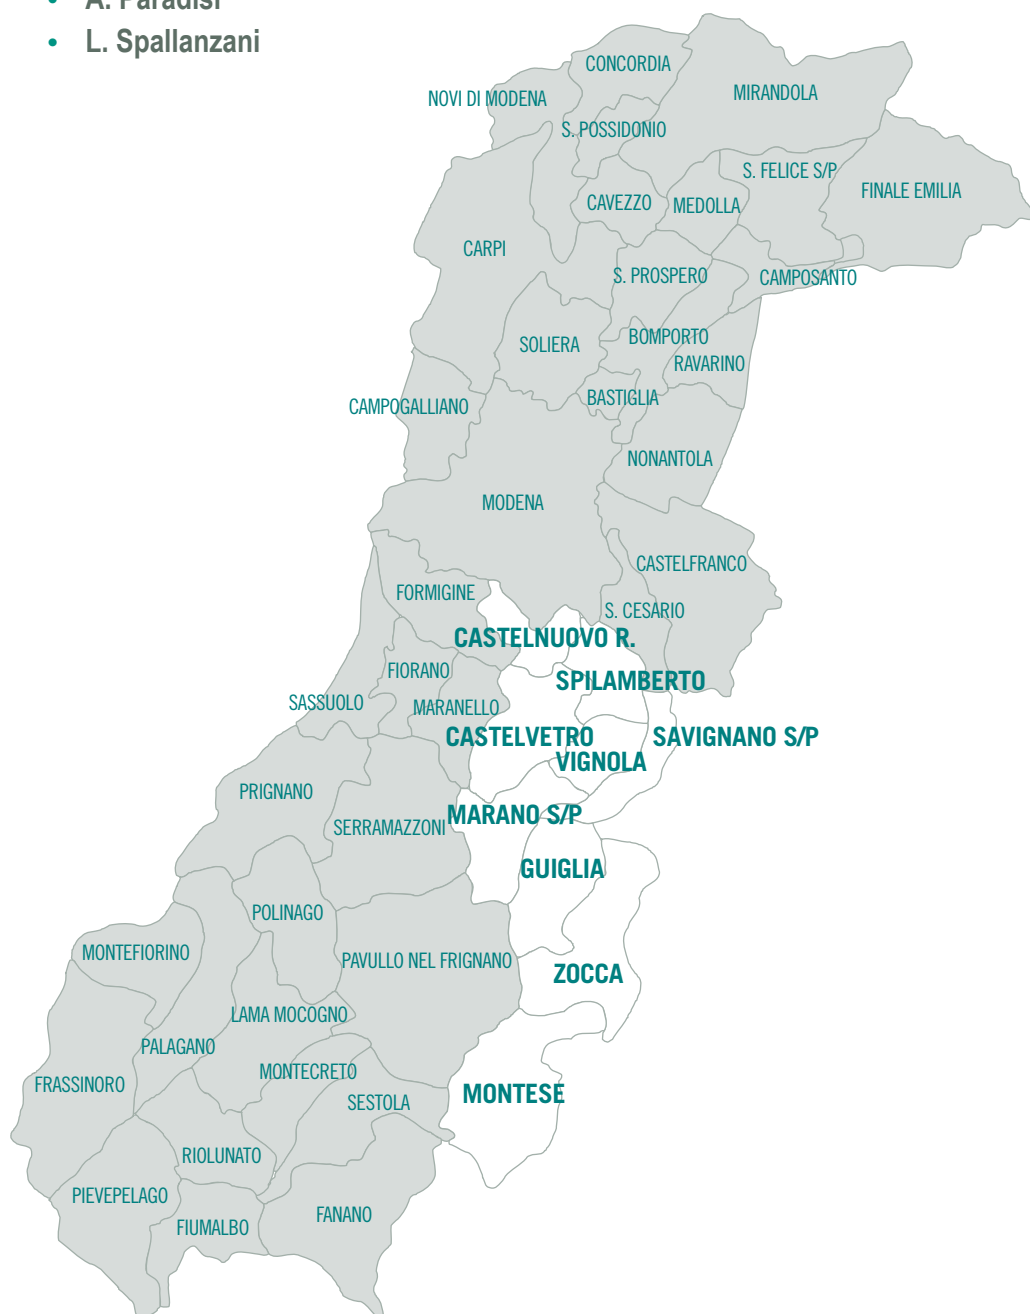 • A. Paradisi
• L. Spallanzani
CONCORDIA
MIRANDOLA
NOVI DI MODENA
S. POSSIDONIO
S. FELICE S/P
FINALE EMILIA
CAVEZZO
MEDOLLA
CARPI
S. PROSPERO
CAMPOSANTO
SOLIERA
BOMPORTO
RAVARINO
BASTIGLIA
CAMPOGALLIANO
NONANTOLA
MODENA
CASTELFRANCO
FORMIGINE
S. CESARIO
CASTELNUOVO R.
FIORANO
SPILAMBERTO
SASSUOLO
MARANELLO
CASTELVETRO
SAVIGNANO S/P
VIGNOLA
PRIGNANO
MARANO S/P
SERRAMAZZONI
GUIGLIA
POLINAGO
MONTEFIORINO
PAVULLO NEL FRIGNANO
ZOCCA
LAMA MOCOGNO
PALAGANO
MONTECRETO
FRASSINORO
MONTESE
SESTOLA
RIOLUNATO
PIEVEPELAGO
FANANO
FIUMALBO